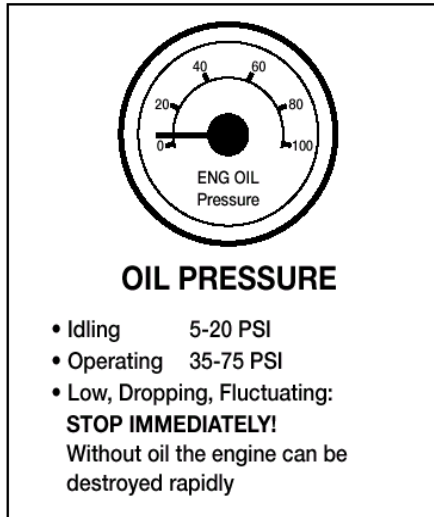 40 60
20 80
0 100
ENG OIL
Pressure
OIL PRESSURE
• Idling 5-20 PSI
• Operating 35-75 PSI
• Low, Dropping, Fluctuating:
STOP IMMEDIATELY!
Without oil the engine can be
destroyed rapidly